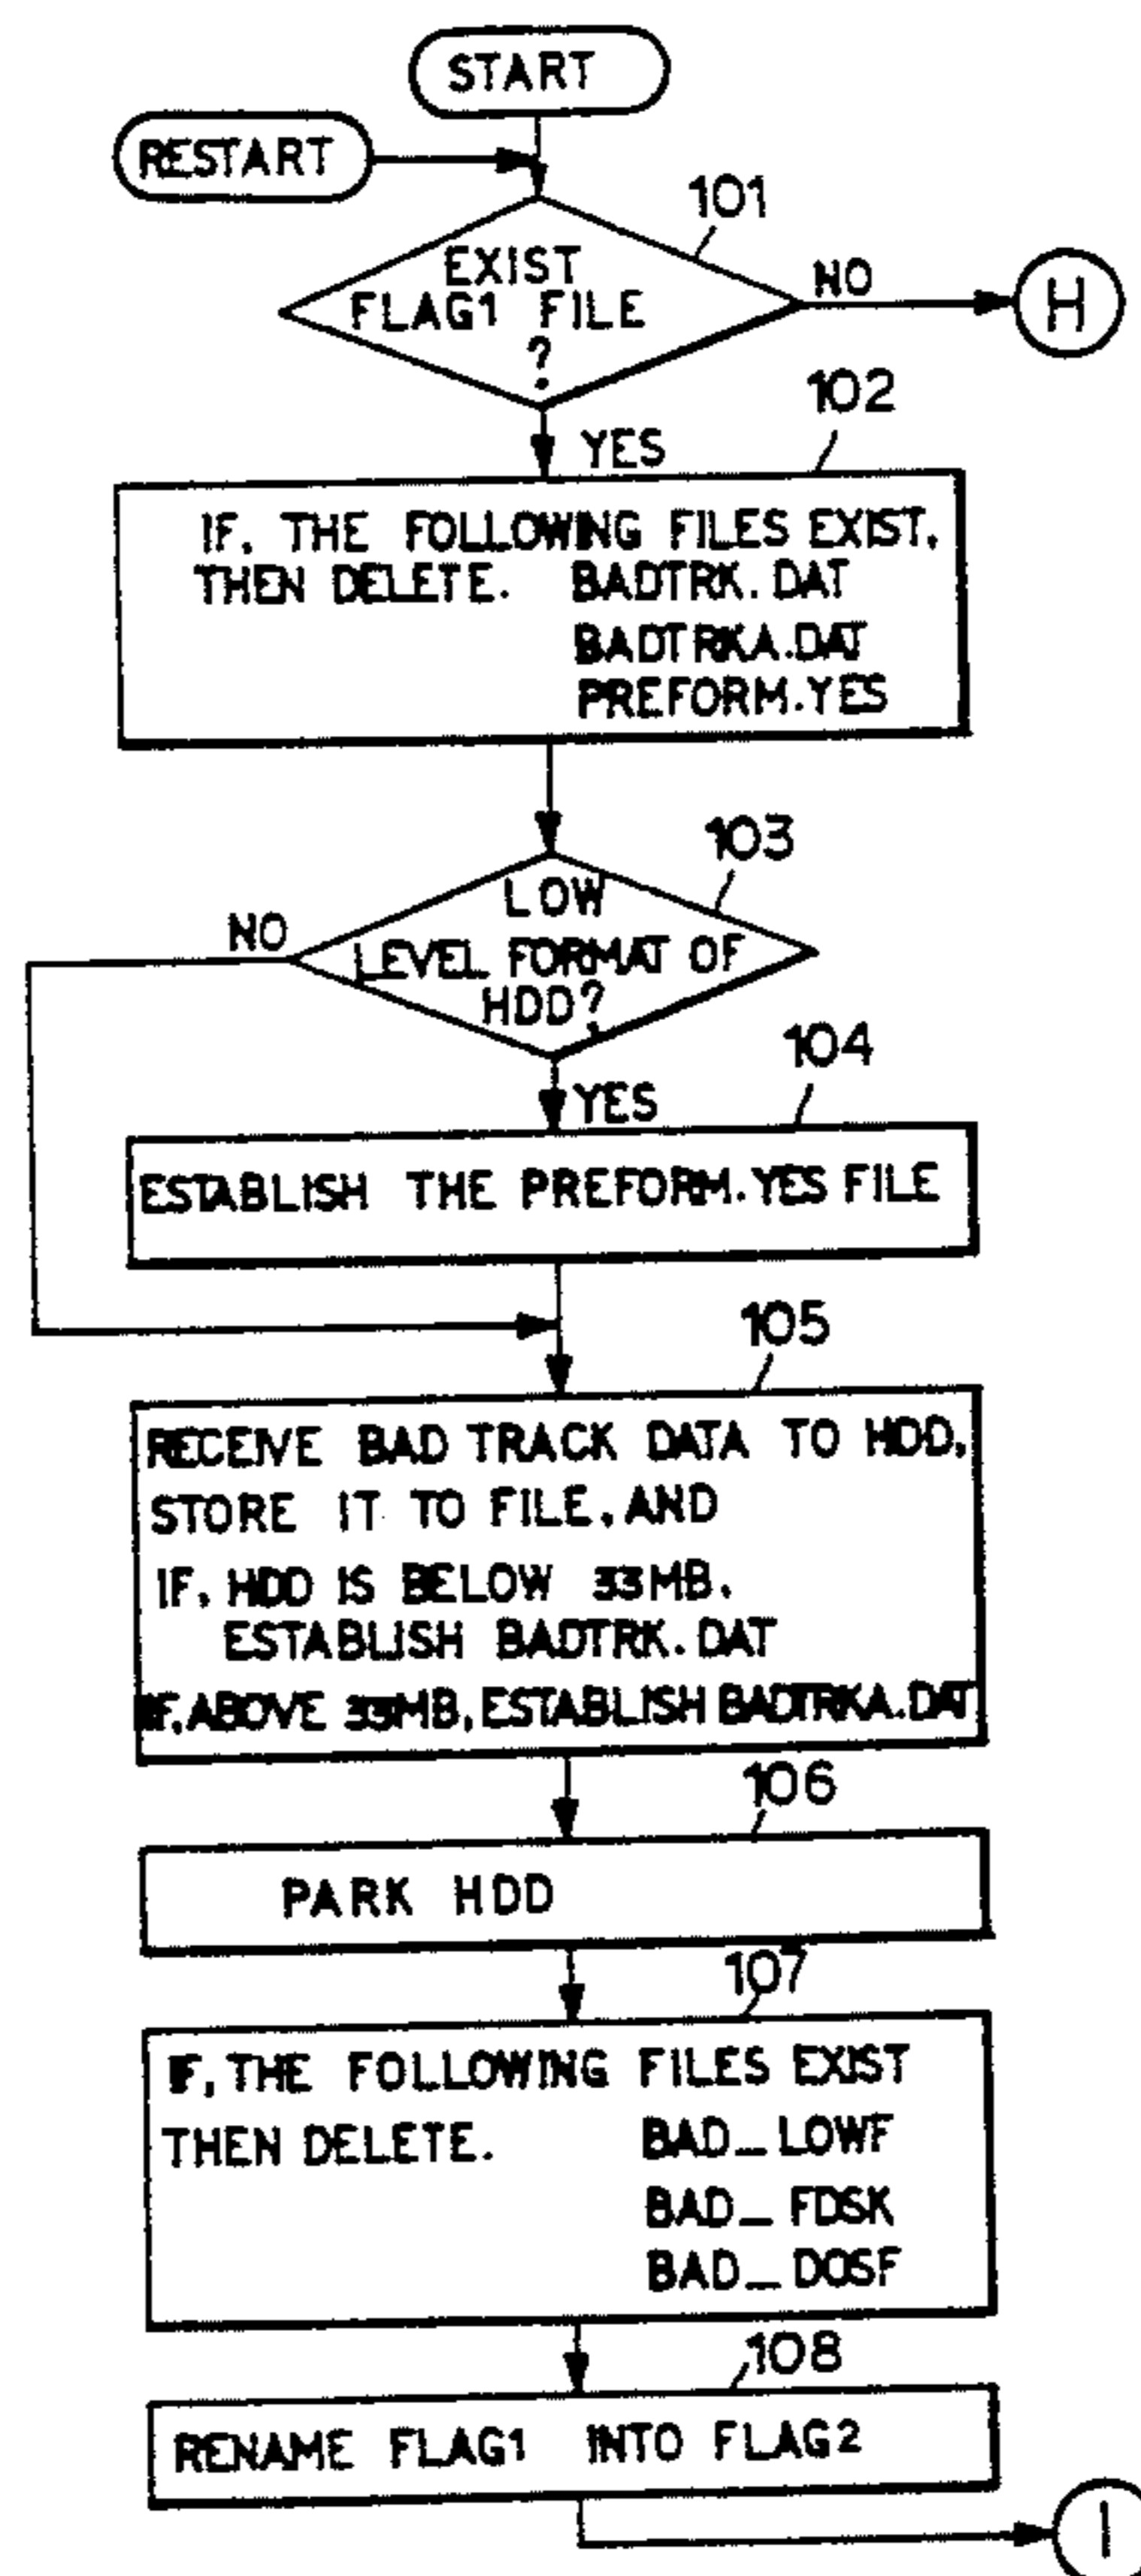 START
RESTART
101
EXIST
FLAG1 FILE
?
NO
H
102
YES
IF, THE FOLLOWING FILES EXIST,
THEN DELETE. BADTRK.DAT
BADTRKA.DAT
PREFORM.YES
103
LOW
LEVEL FORMAT OF
HDD?
NO
104
YES
ESTABLISH THE PREFORM.YES FILE
105
RECEIVE BAD TRACK DATA TO HDD,
STORE IT TO FILE, AND
IF, HDD IS BELOW 33MB,
ESTABLISH BADTRK.DAT
IF, ABOVE 33MB, ESTABLISH BADTRKA.DAT
106
PARK HDD
107
IF, THE FOLLOWING FILES EXIST
THEN DELETE. BAD_LOWF
BAD_FDSK
BAD_DOSF
108
RENAME FLAG1 INTO FLAG2
I